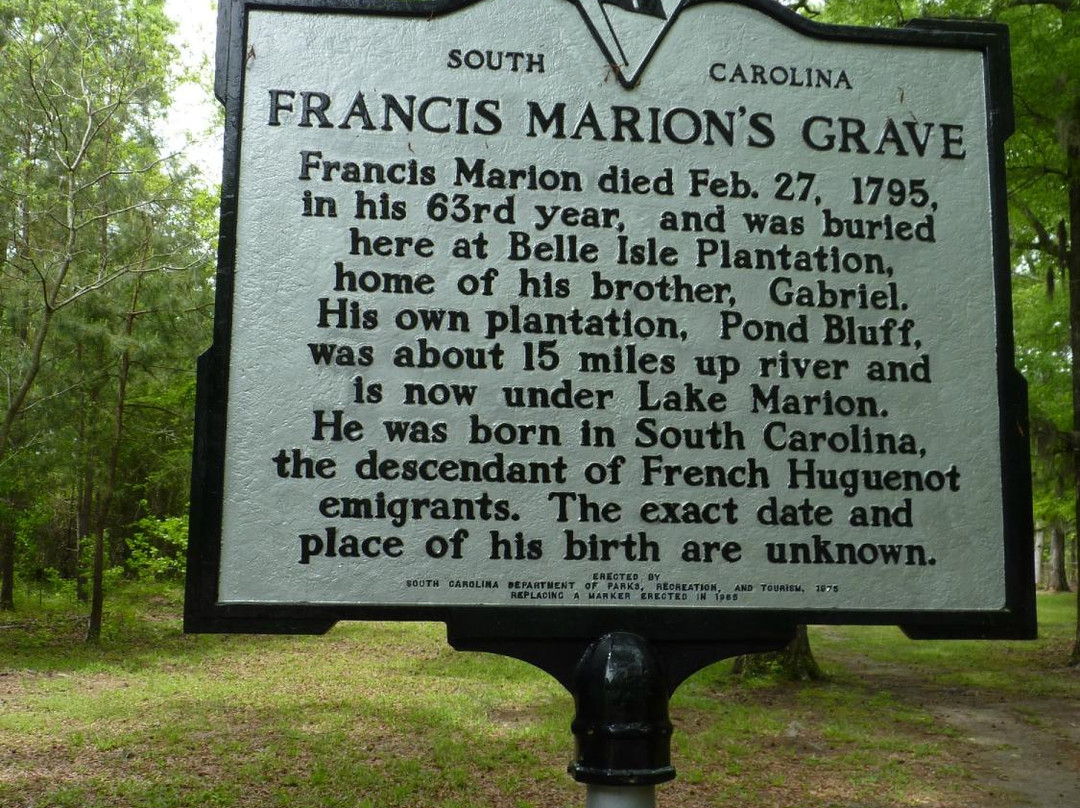 SOUTH CAROLINA
FRANCIS MARION'S GRAVE
Francis Marion died Feb. 27, 1795,
in his 63rd year, and was buried
here at Belle Isle Plantation,
home of his brother, Gabriel.
His own plantation, Pond Bluff,
was about 15 miles up river and
is now under Lake Marion.
He was born in South Carolina,
the descendant of French Huguenot
emigrants. The exact date and
place of his birth are unknown.
ERECTED BY
SOUTH CAROLINA DEPARTMENT OF PARKS, RECREATION, AND TOURISM,
REPLACING A MARKER ERECTED IN